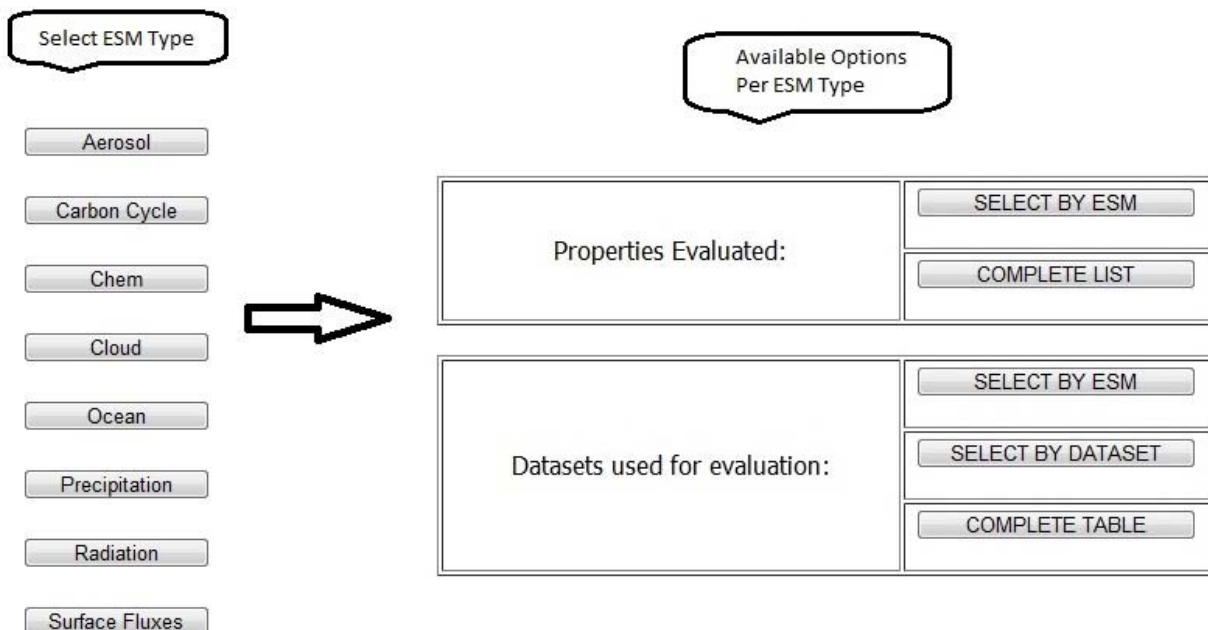 Select ESM Type
Aerosol
Carbon Cycle
Chem
Cloud
Ocean
Precipitation
Radiation
Surface Fluxes
Available Options
Per ESM Type
Properties Evaluated:
SELECT BY ESM
COMPLETE LIST
Datasets used for evaluation:
SELECT BY ESM
SELECT BY DATASET
COMPLETE TABLE